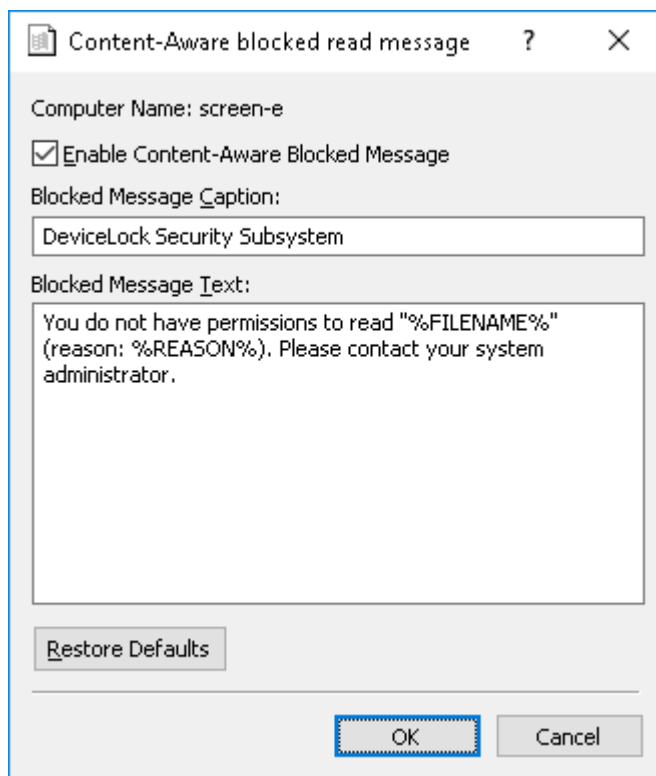 Content-Aware blocked read message
Computer Name: screen-e
Enable Content-Aware Blocked Message
Blocked Message Caption:
DeviceLock Security Subsystem
Blocked Message Text:
You do not have permissions to read "%FILENAME%"
(reason: %REASON%). Please contact your system
administrator.
Restore Defaults
OK Cancel